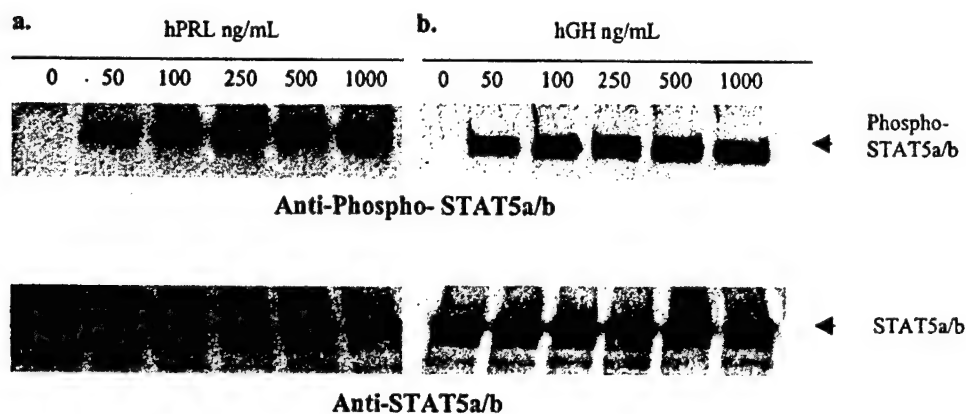 a.
hPRL ng/mL
0 50 100 250 500 1000
b.
hGH ng/mL
0 50 100 250 500 1000
Phospho-
STAT5a/b
Anti-Phospho- STAT5a/b
STAT5a/b
Anti-STAT5a/b